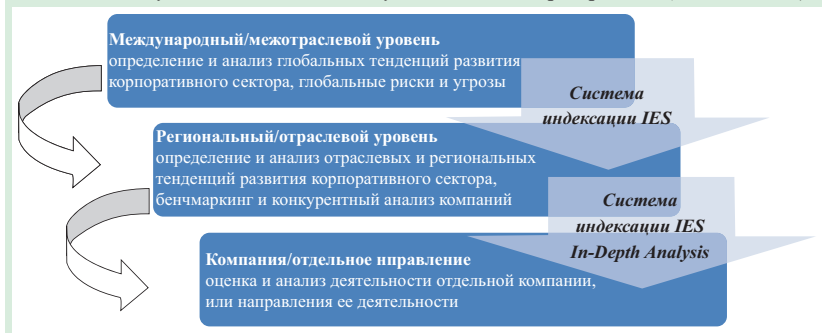 Международный/межотраслевой уровень
определение и анализ глобальных тенденций развития
корпоративного сектора, глобальные риски и угрозы
Система
индексации IES
Региональный/отраслевой уровень
определение и анализ отраслевых и региональных
тенденций развития корпоративного сектора,
бенчмаркинг и конкурентный анализ компаний
Система
индексации IES
In-Depth Analysis
Компания/отдельное нправление
оценка и анализ деятельности отдельной компании,
или направления ее деятельности